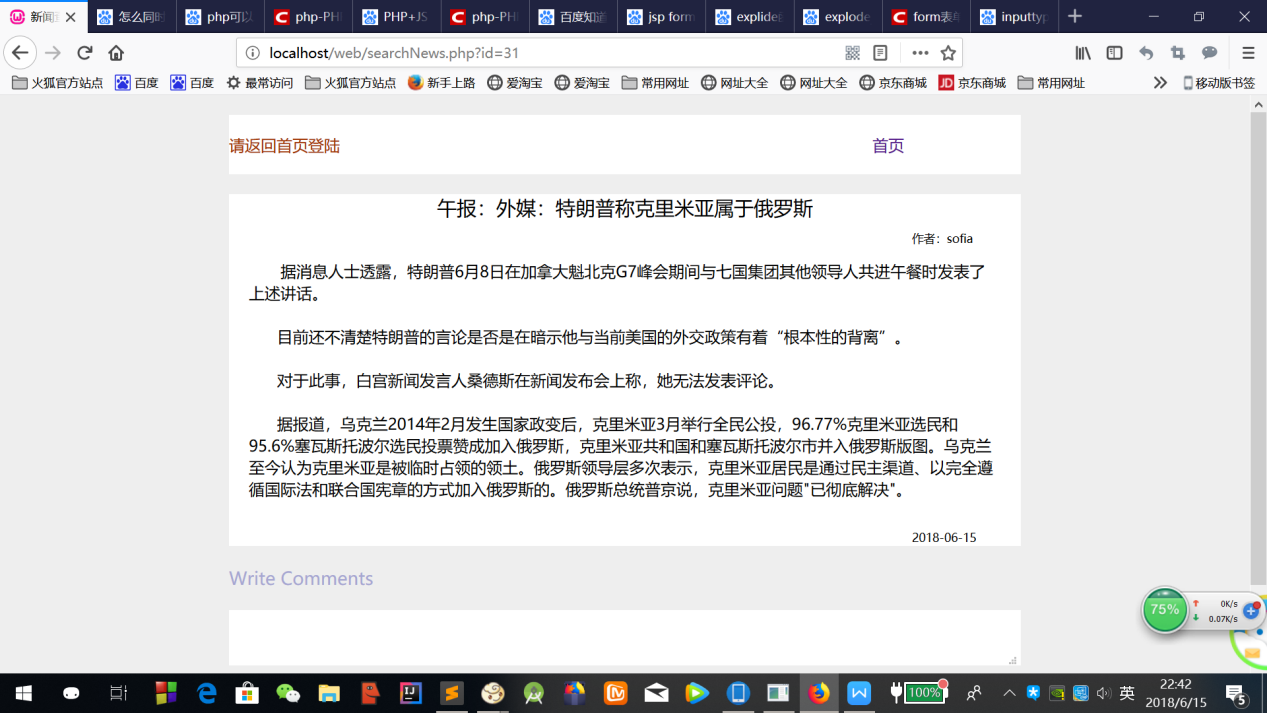 新闻
怎么同时
php可以
php-PH
PHP+JS
php-PH
百度知道
jsp form
explide
explode
form表单
inputtyp
localhost/web/searchNews.php?id=31
火狐官方站点 百度 百度 最常访问 火狐官方站点 新手上路 爱淘宝 爱淘宝 常用网址 网址大全 网址大全 京东商城 JD 京东商城 常用网址 移动版书签
请返回首页登陆 首页
午报：外媒：特朗普称克里米亚属于俄罗斯
作者：sofia
据消息人士透露，特朗普6月8日在加拿大魁北克G7峰会期间与七国集团其他领导人共进午餐时发表了
上述讲话。
目前还不清楚特朗普的言论是否是在暗示他与当前美国的外交政策有着“根本性的背离”。
对于此事，白宫新闻发言人桑德斯在新闻发布会上称，她无法发表评论。
据报道，乌克兰2014年2月发生国家政变后，克里米亚3月举行全民公投，96.77%克里米亚选民和
95.6%塞瓦斯托波尔选民投票赞成加入俄罗斯，克里米亚共和国和塞瓦斯托波尔市并入俄罗斯版图。乌克兰
至今认为克里米亚是被临时占领的领土。俄罗斯领导层多次表示，克里米亚居民是通过民主渠道、以完全遵
循国际法和联合国宪章的方式加入俄罗斯的。俄罗斯总统普京说，克里米亚问题"已彻底解决"。
2018-06-15
Write Comments
75%
0K/s
0.07K/s
100%
英
22:42
2018/6/15
5